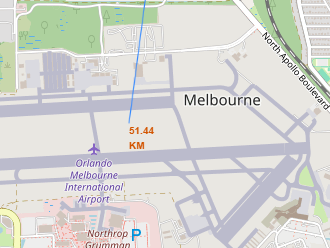 North Apollo Boulevard
Melbourne
51.44
KM
Orlando
Melbourne
International
Airport
Northrop
Grumman
P